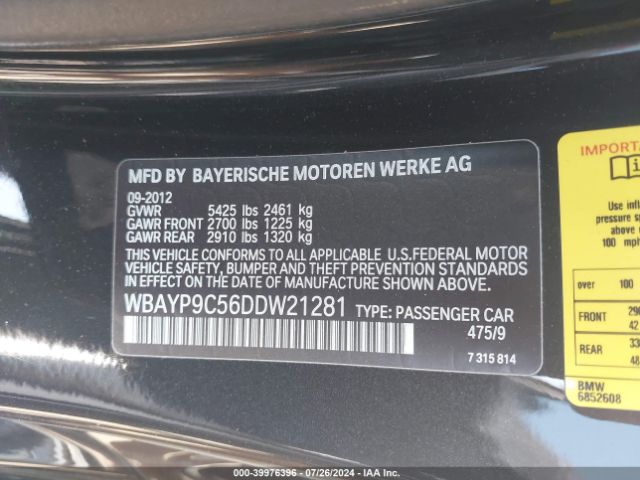 MFD BY BAYERISCHE MOTOREN WERKE AG
09-2012
GVWR 5425 lbs 2461 kg
GAWR FRONT 2700 lbs 1225 kg
GAWR REAR 2910 lbs 1320 kg
THIS VEHICLE CONFORMS TO ALL APPLICABLE U.S.FEDERAL MOTOR
VEHICLE SAFETY, BUMPER AND THEFT PREVENTION STANDARDS
IN EFFECT ON THE DATE OF MANUFACTURE SHOWN ABOVE.
WBAYP9C56DDW21281 TYPE: PASSENGER CAR
475/9
7 315 814
Use infl
pressure
above
100 mph
over 100
FRONT 42
REAR 48
BMW
6852608
000-39976396 - 07/26/2024 - IAA Inc.